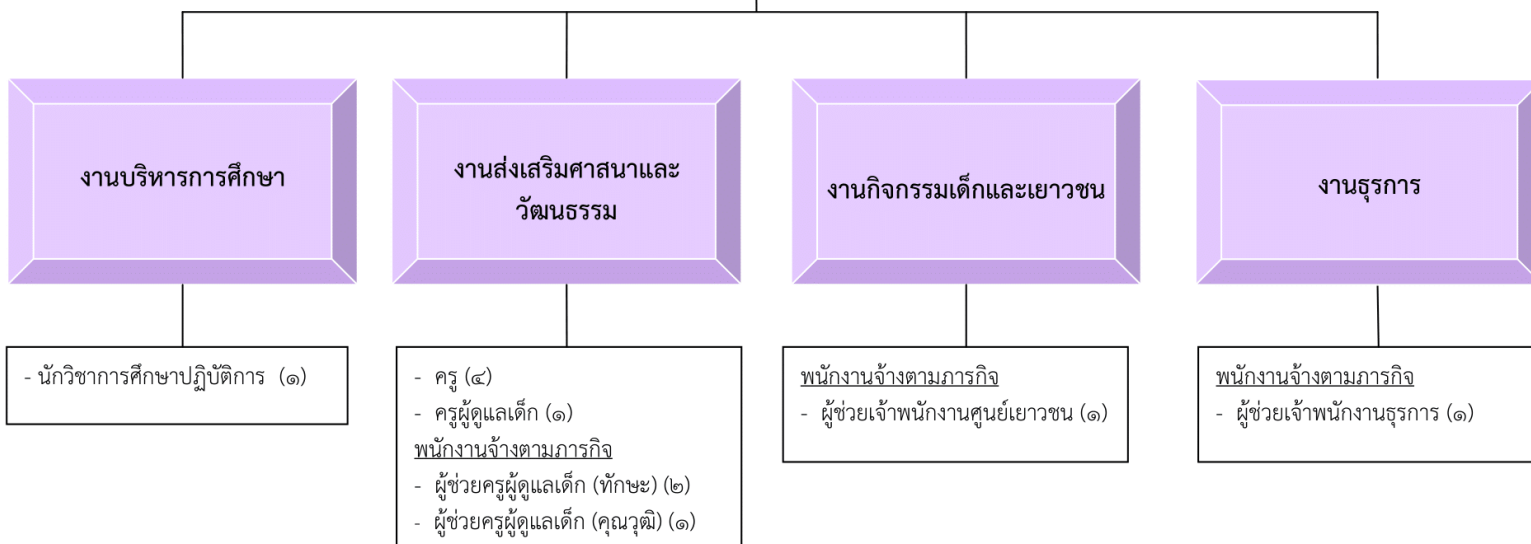 งานบริหารการศึกษา
งานส่งเสริมศาสนาและ
วัฒนธรรม
งานกิจกรรมเด็กและเยาวชน
งานธุรการ
- นักวิชาการศึกษาปฏิบัติการ (๑)
- ครู (๔)
- ครูผู้ดูแลเด็ก (๑)
พนักงานจ้างตามภารกิจ
- ผู้ช่วยครูผู้ดูแลเด็ก (ทักษะ) (๒)
- ผู้ช่วยครูผู้ดูแลเด็ก (คุณวุฒิ) (๑)
พนักงานจ้างตามภารกิจ
- ผู้ช่วยเจ้าพนักงานศูนย์เยาวชน (๑)
พนักงานจ้างตามภารกิจ
- ผู้ช่วยเจ้าพนักงานธุรการ (๑)